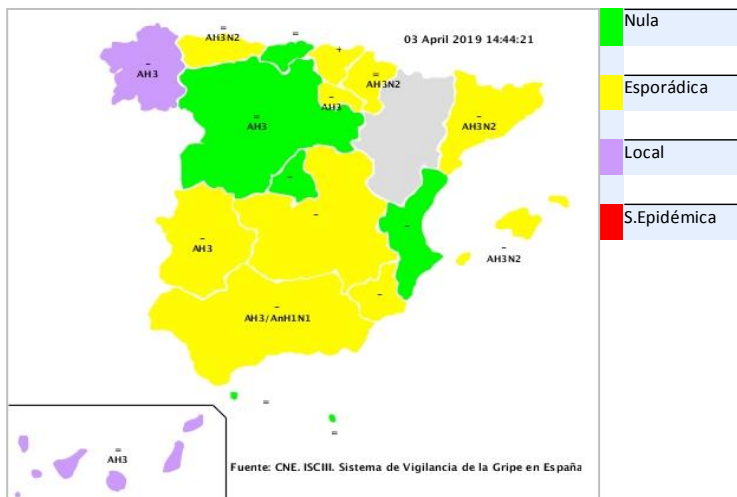 03 April 2019 14:44:21
=
AH3N2
=
+
=
AH3N2
–
AH3
–
AH3
=
AH3
–
AH3N2
–
–
–
–
AH3
–
AH3N2
–
–
AH3/AnH1N1
=
=
=
AH3
Fuente: CNE. ISCIII. Sistema de Vigilancia de la Gripe en España
Nula
Esporádica
Local
S.Epidémica